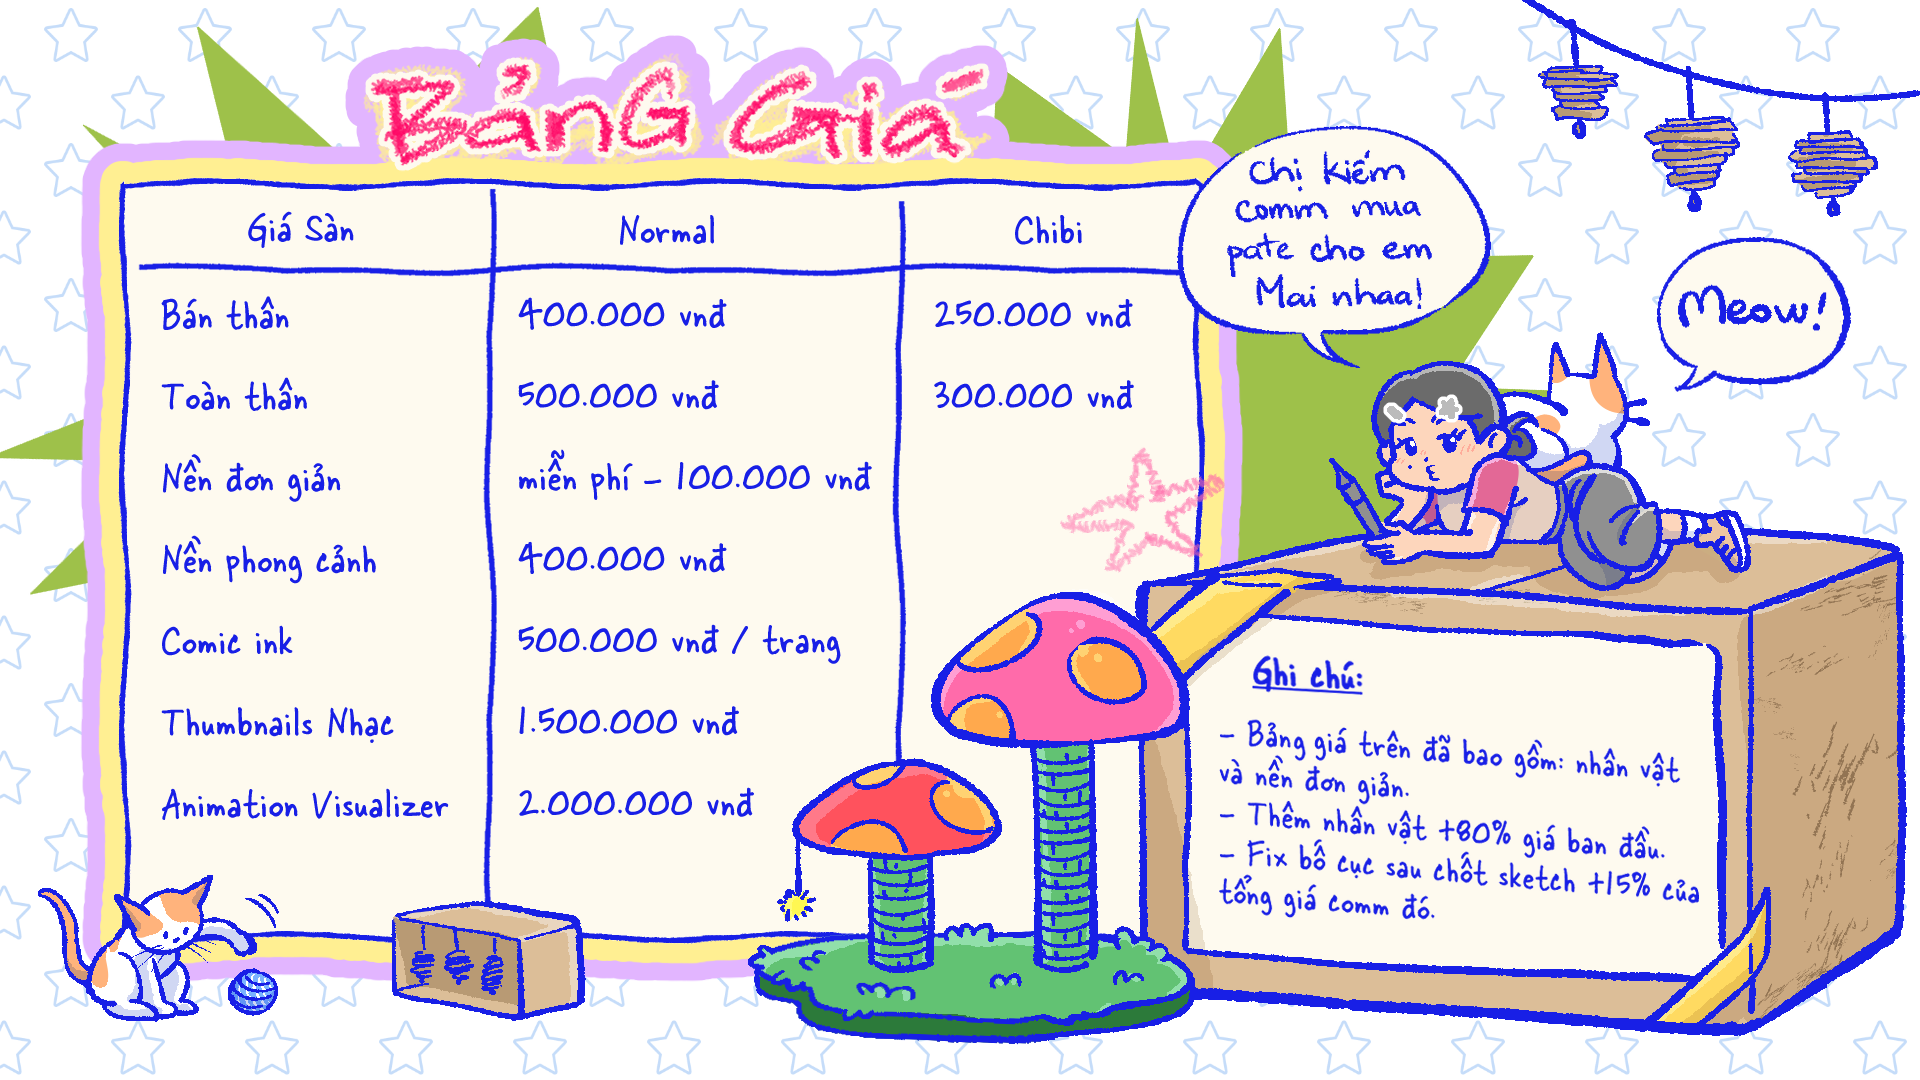 Bảng Giá
Giá Sàn Normal Chibi
Bán thân 400.000 vnđ 250.000 vnđ
Toàn thân 500.000 vnđ 300.000 vnđ
Nền đơn giản miễn phí – 100.000 vnđ
Nền phong cảnh 400.000 vnđ
Comic ink 500.000 vnđ / trang
Thumbnails Nhạc 1.500.000 vnđ
Animation Visualizer 2.000.000 vnđ
Chị kiếm
comm mua
pate cho em
Mai nhaa!
Meow!
Ghi chú:
– Bảng giá trên đã bao gồm: nhân vật
và nền đơn giản.
– Thêm nhân vật +80% giá ban đầu.
– Fix bố cục sau chốt sketch +15% của
tổng giá comm đó.